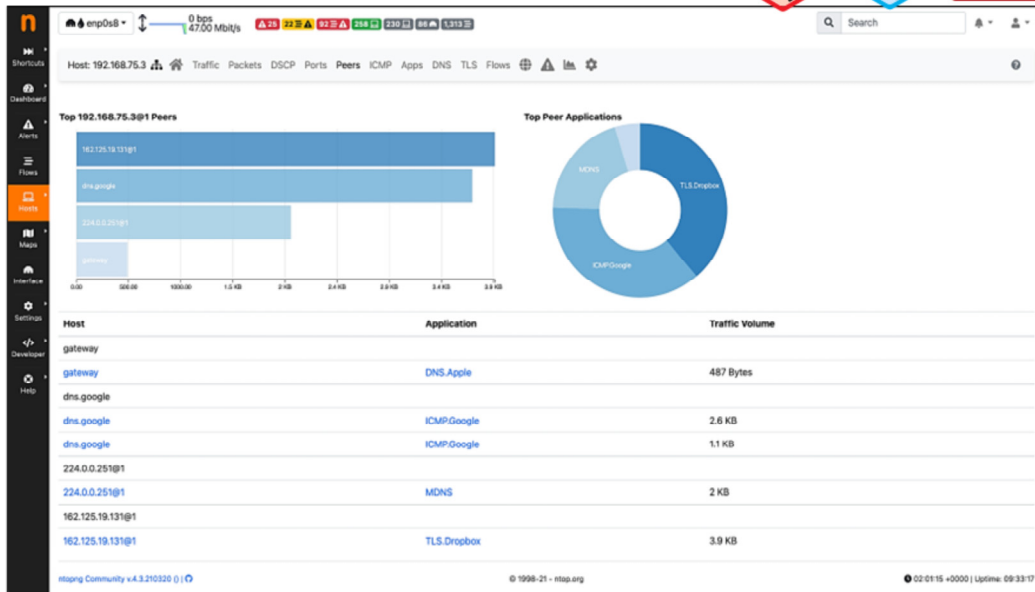 n
enp0s8
0 bps
47.00 Mbit/s
25
22
92
258
230
86
1,313
Search
Shortcuts
Dashboard
Alerts
Flows
Hosts
Maps
Interface
Settings
Developer
Help
Host: 192.168.75.3 Traffic Packets DSCP Ports Peers ICMP Apps DNS TLS Flows
Top 192.168.75.3@1 Peers
162.125.19.131@1
dns.google
224.0.0.251@1
gateway
0.00 500.00 1000.00 1.5 KB 2 KB 2.4 KB 2.9 KB 3.4 KB 3.9 KB
Top Peer Applications
MDNS
TLS.Dropbox
ICMP.Google
Host Application Traffic Volume
gateway
gateway DNS.Apple 487 Bytes
dns.google
dns.google ICMP.Google 2.6 KB
dns.google ICMP.Google 1.1 KB
224.0.0.251@1
224.0.0.251@1 MDNS 2 KB
162.125.19.131@1
162.125.19.131@1 TLS.Dropbox 3.9 KB
ntopng Community v.4.3.210320 () |
© 1998-21 - ntop.org
02:01:15 +0000 | Uptime: 09:33:17